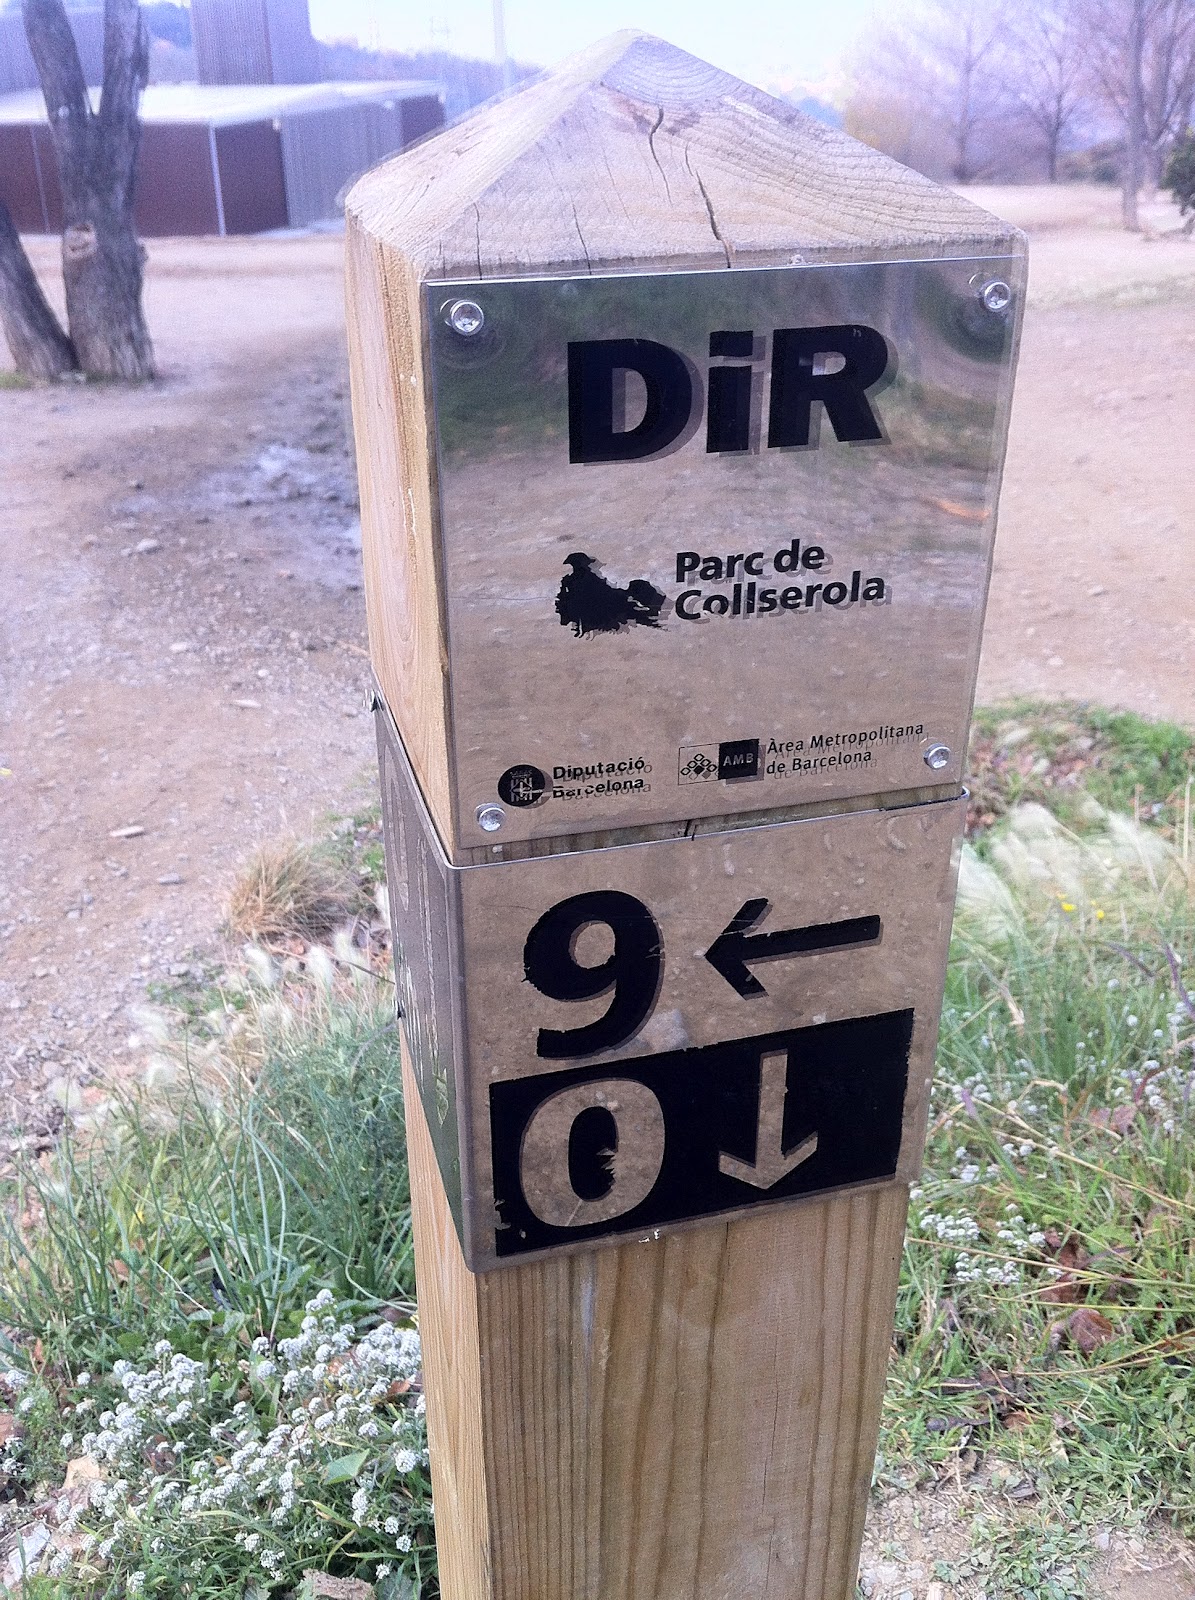 DiR
Parc de
Collserola
Diputació
Barcelona
AMB
Àrea Metropolitana
de Barcelona
9 ←
0 ↓